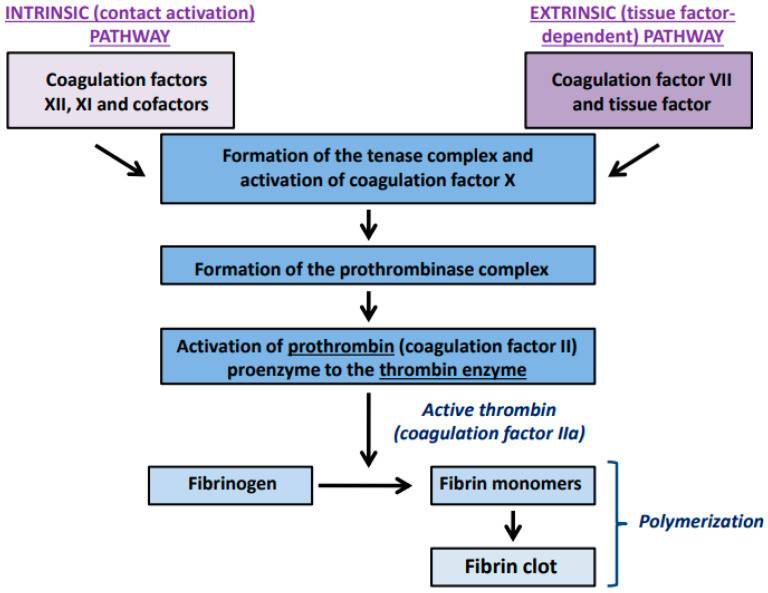 INTRINSIC (contact activation)
PATHWAY
EXTRINSIC (tissue factor-
dependent) PATHWAY
Coagulation factors
XII, XI and cofactors
Coagulation factor VII
and tissue factor
Formation of the tenase complex and
activation of coagulation factor X
Formation of the prothrombinase complex
Activation of prothrombin (coagulation factor II)
proenzyme to the thrombin enzyme
Active thrombin
(coagulation factor IIa)
Fibrinogen
Fibrin monomers
Polymerization
Fibrin clot